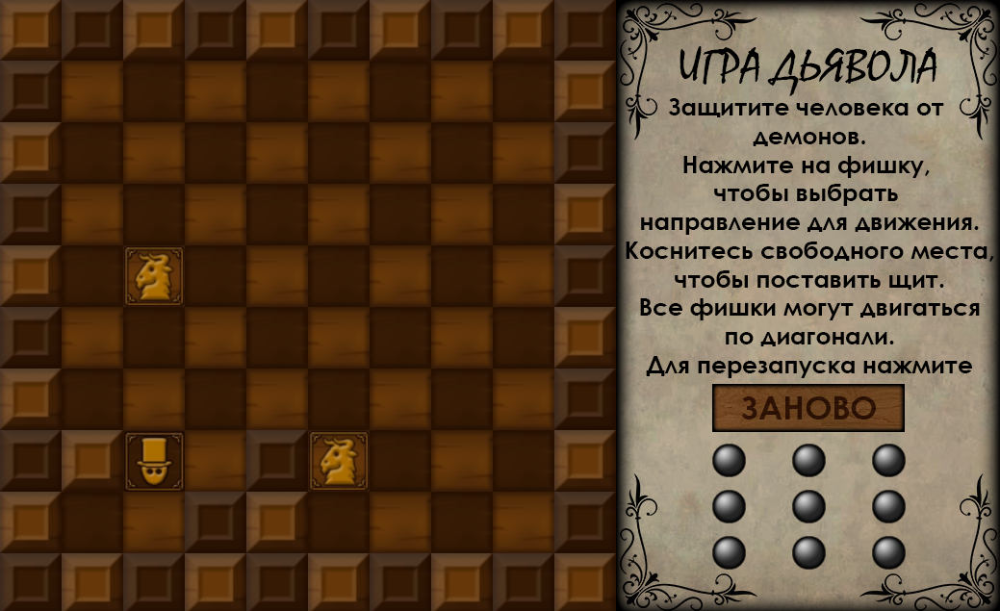 ИГРА ДЬЯВОЛА
Защитите человека от
демонов.
Нажмите на фишку,
чтобы выбрать
направление для движения.
Коснитесь свободного места,
чтобы поставить щит.
Все фишки могут двигаться
по диагонали.
Для перезапуска нажмите
ЗАНОВО